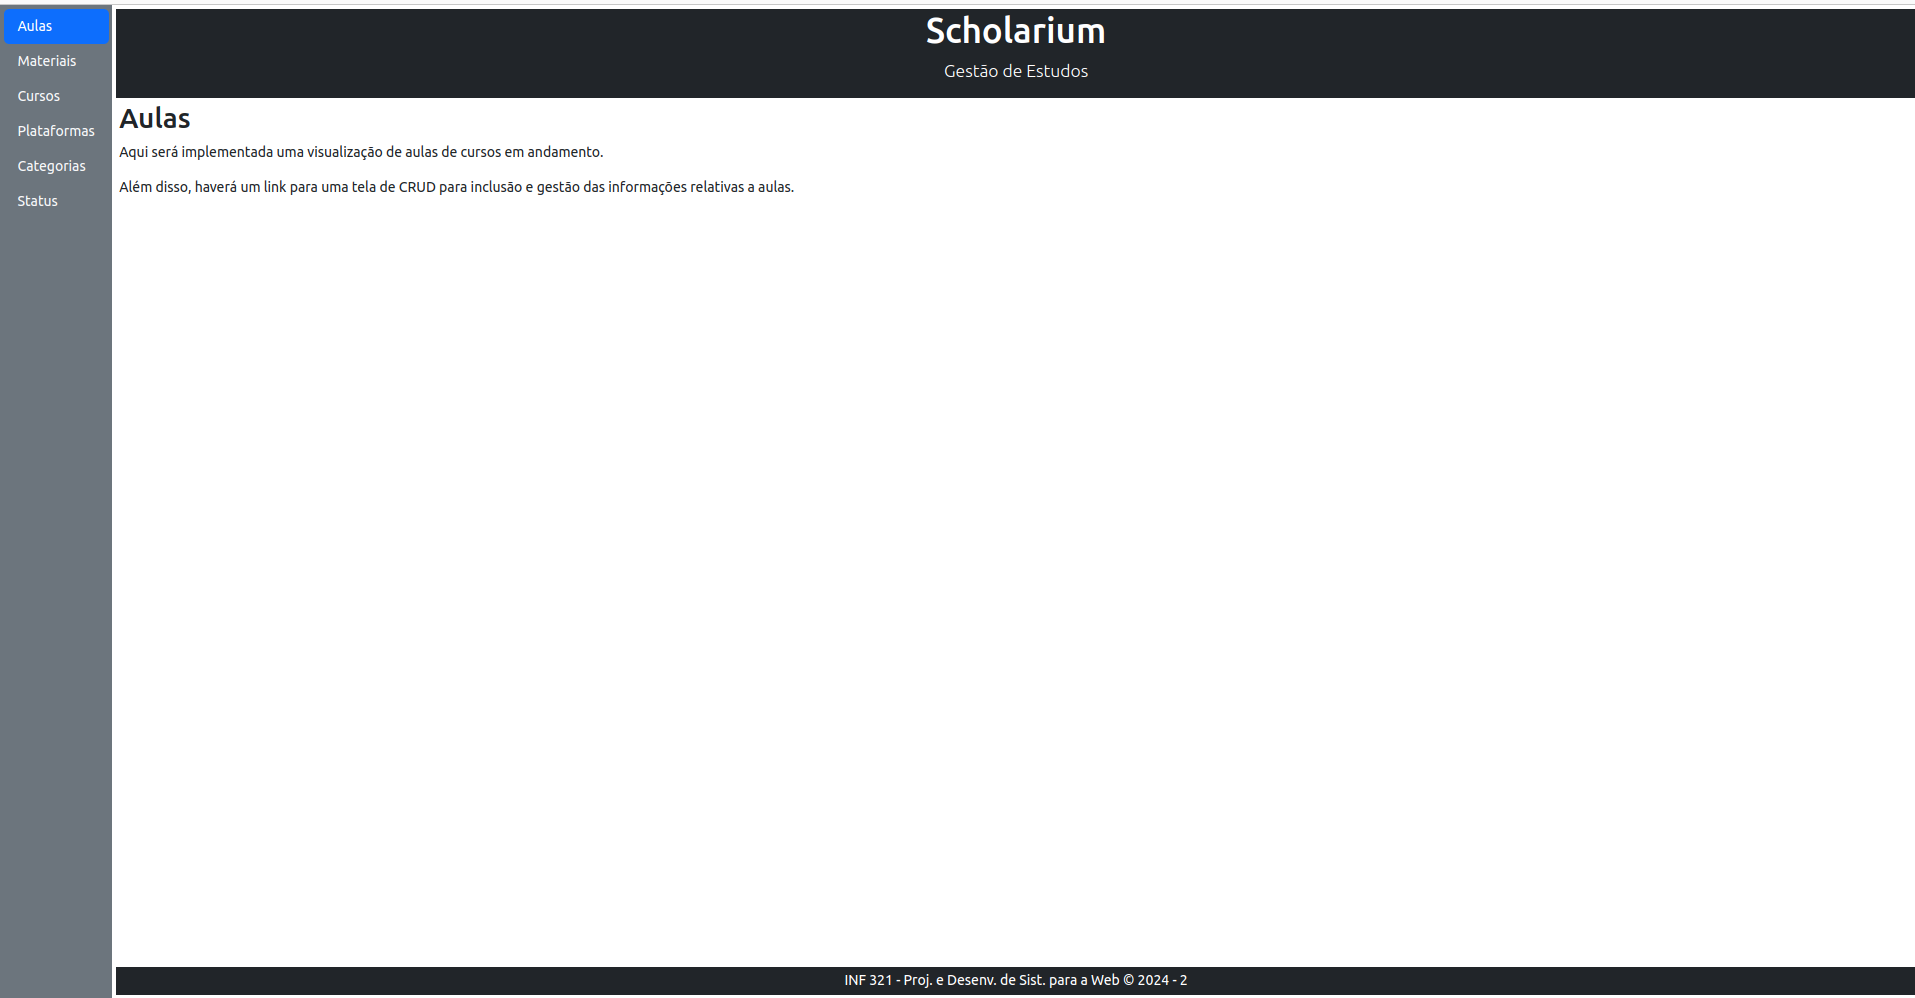 Aulas
Materiais
Cursos
Plataformas
Categorias
Status
Scholarium
Gestão de Estudos
Aulas
Aqui será implementada uma visualização de aulas de cursos em andamento.
Além disso, haverá um link para uma tela de CRUD para inclusão e gestão das informações relativas a aulas.
INF 321 - Proj. e Desenv. de Sist. para a Web © 2024 - 2